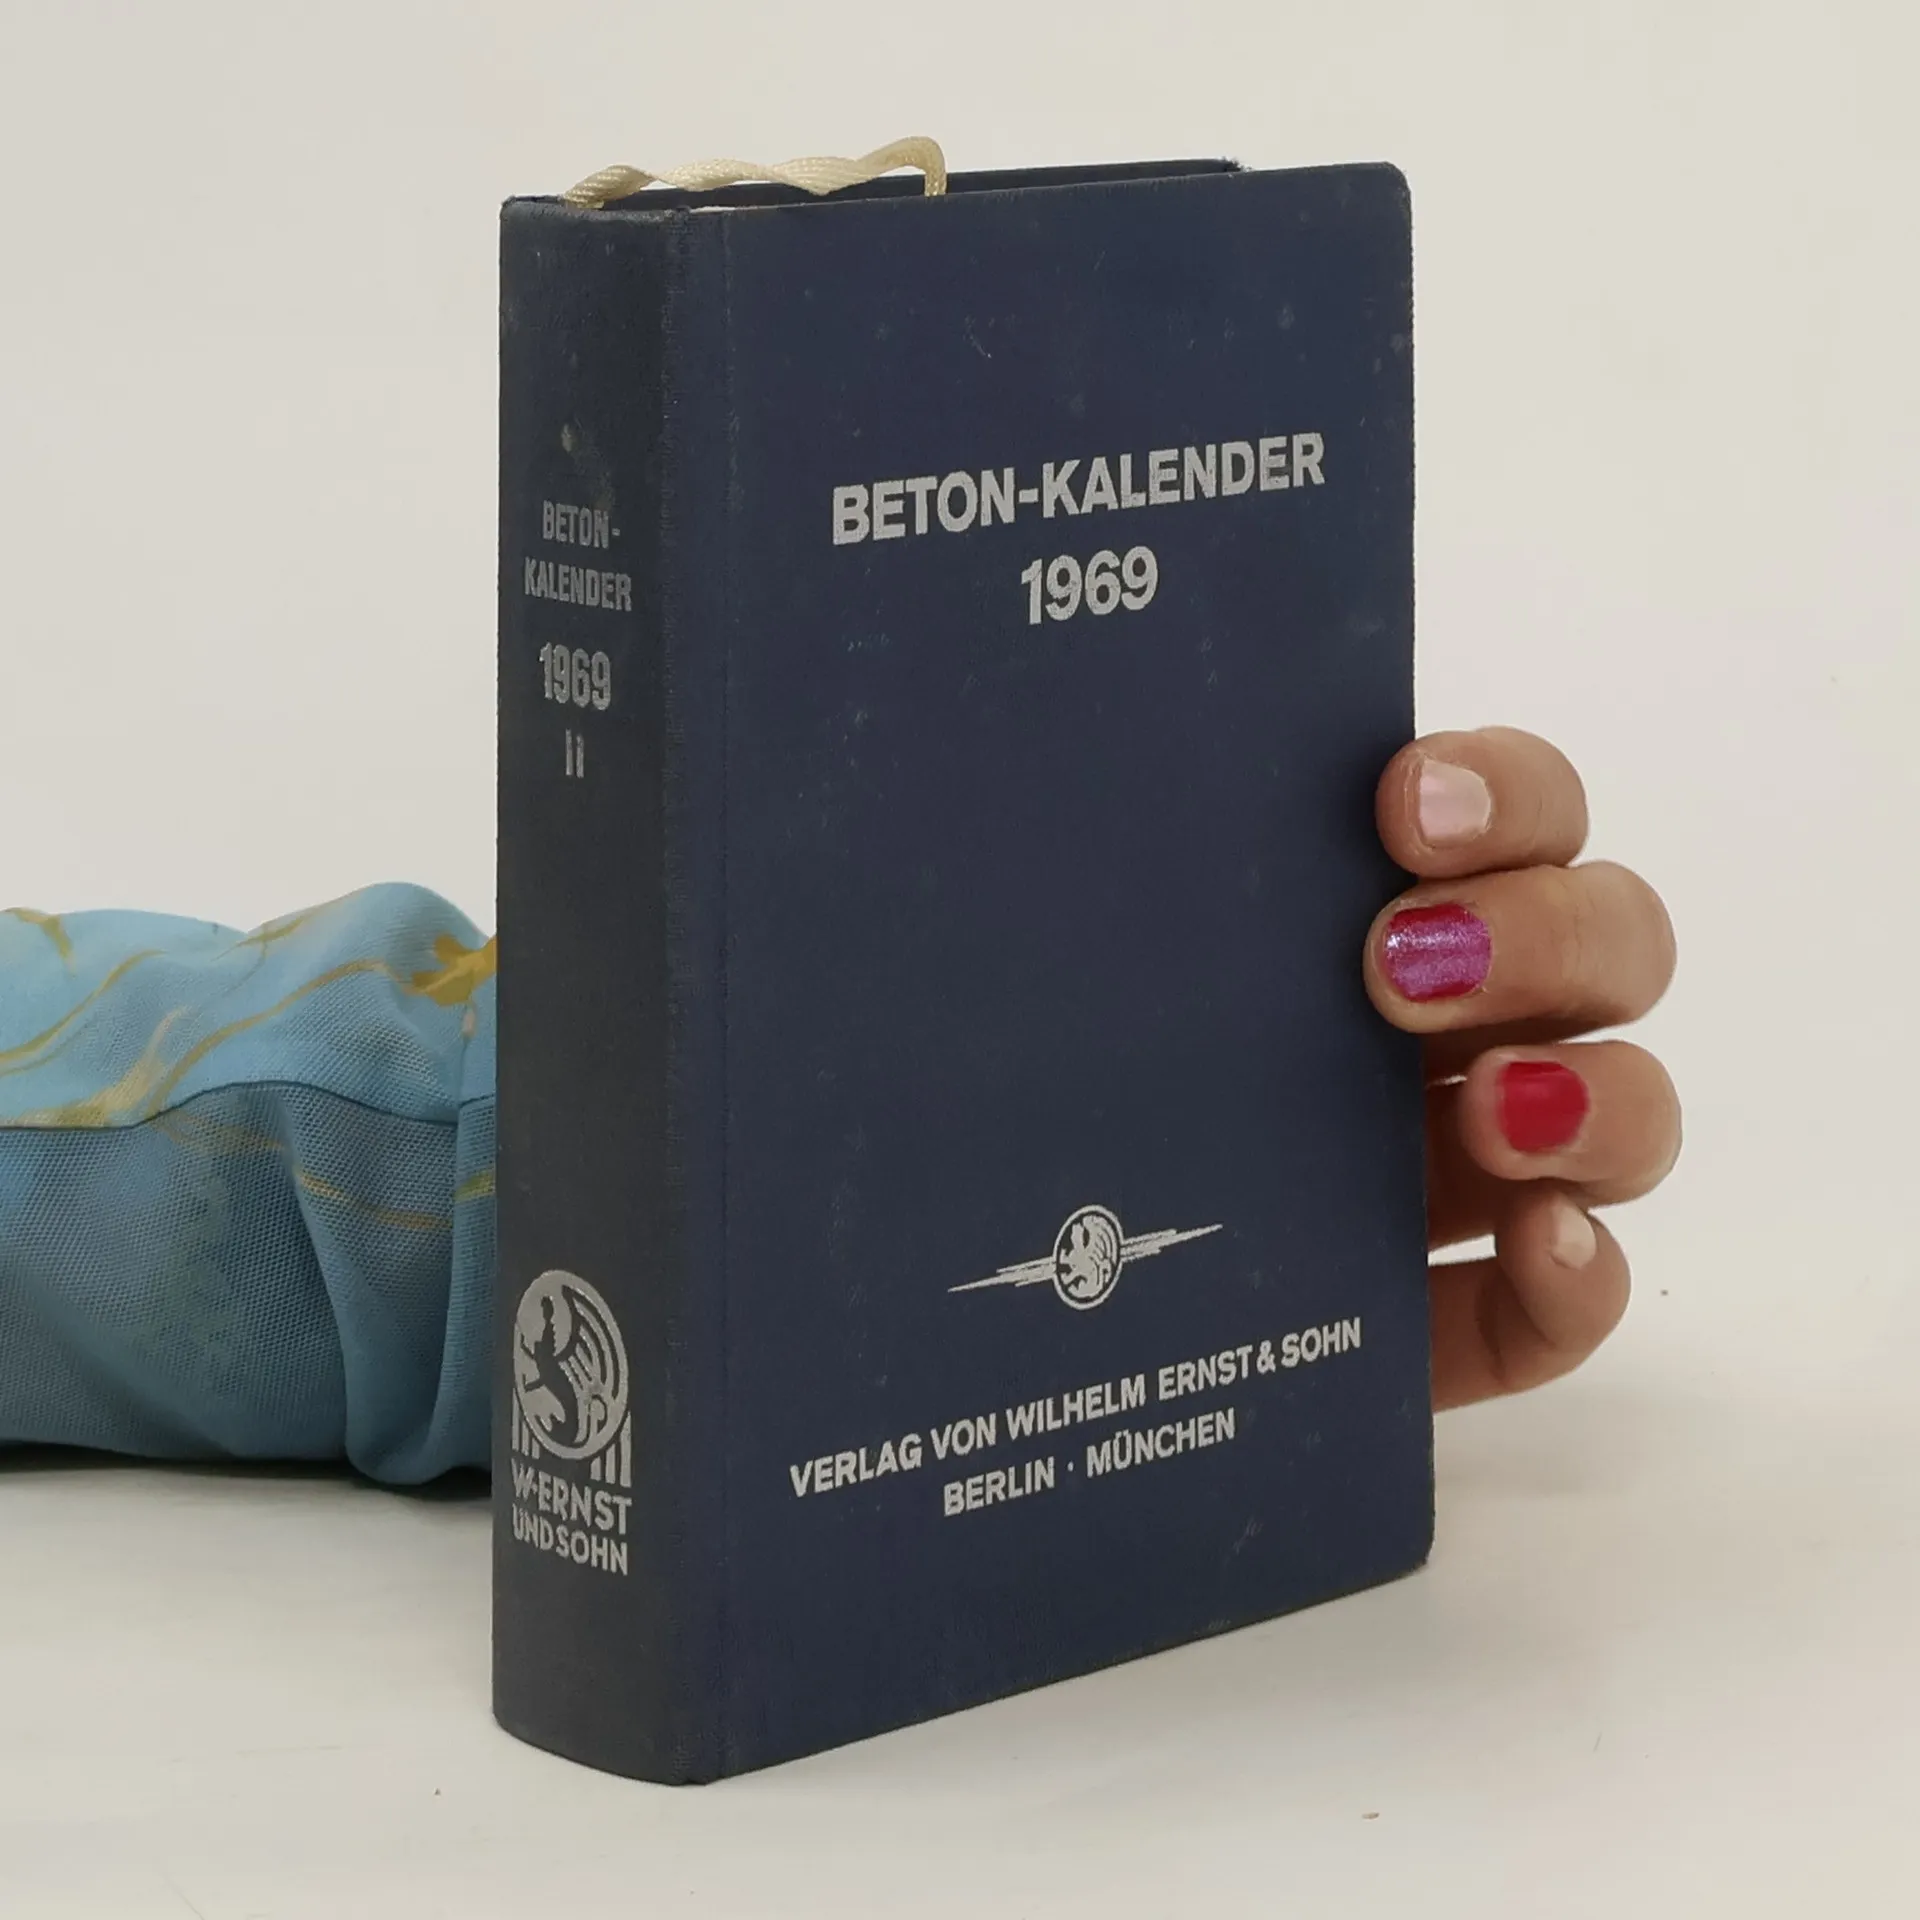 BETON-
KALENDER
1969
II
W·ERNST
UND SOHN
BETON-KALENDER
1969
VERLAG VON WILHELM ERNST & SOHN
BERLIN · MÜNCHEN